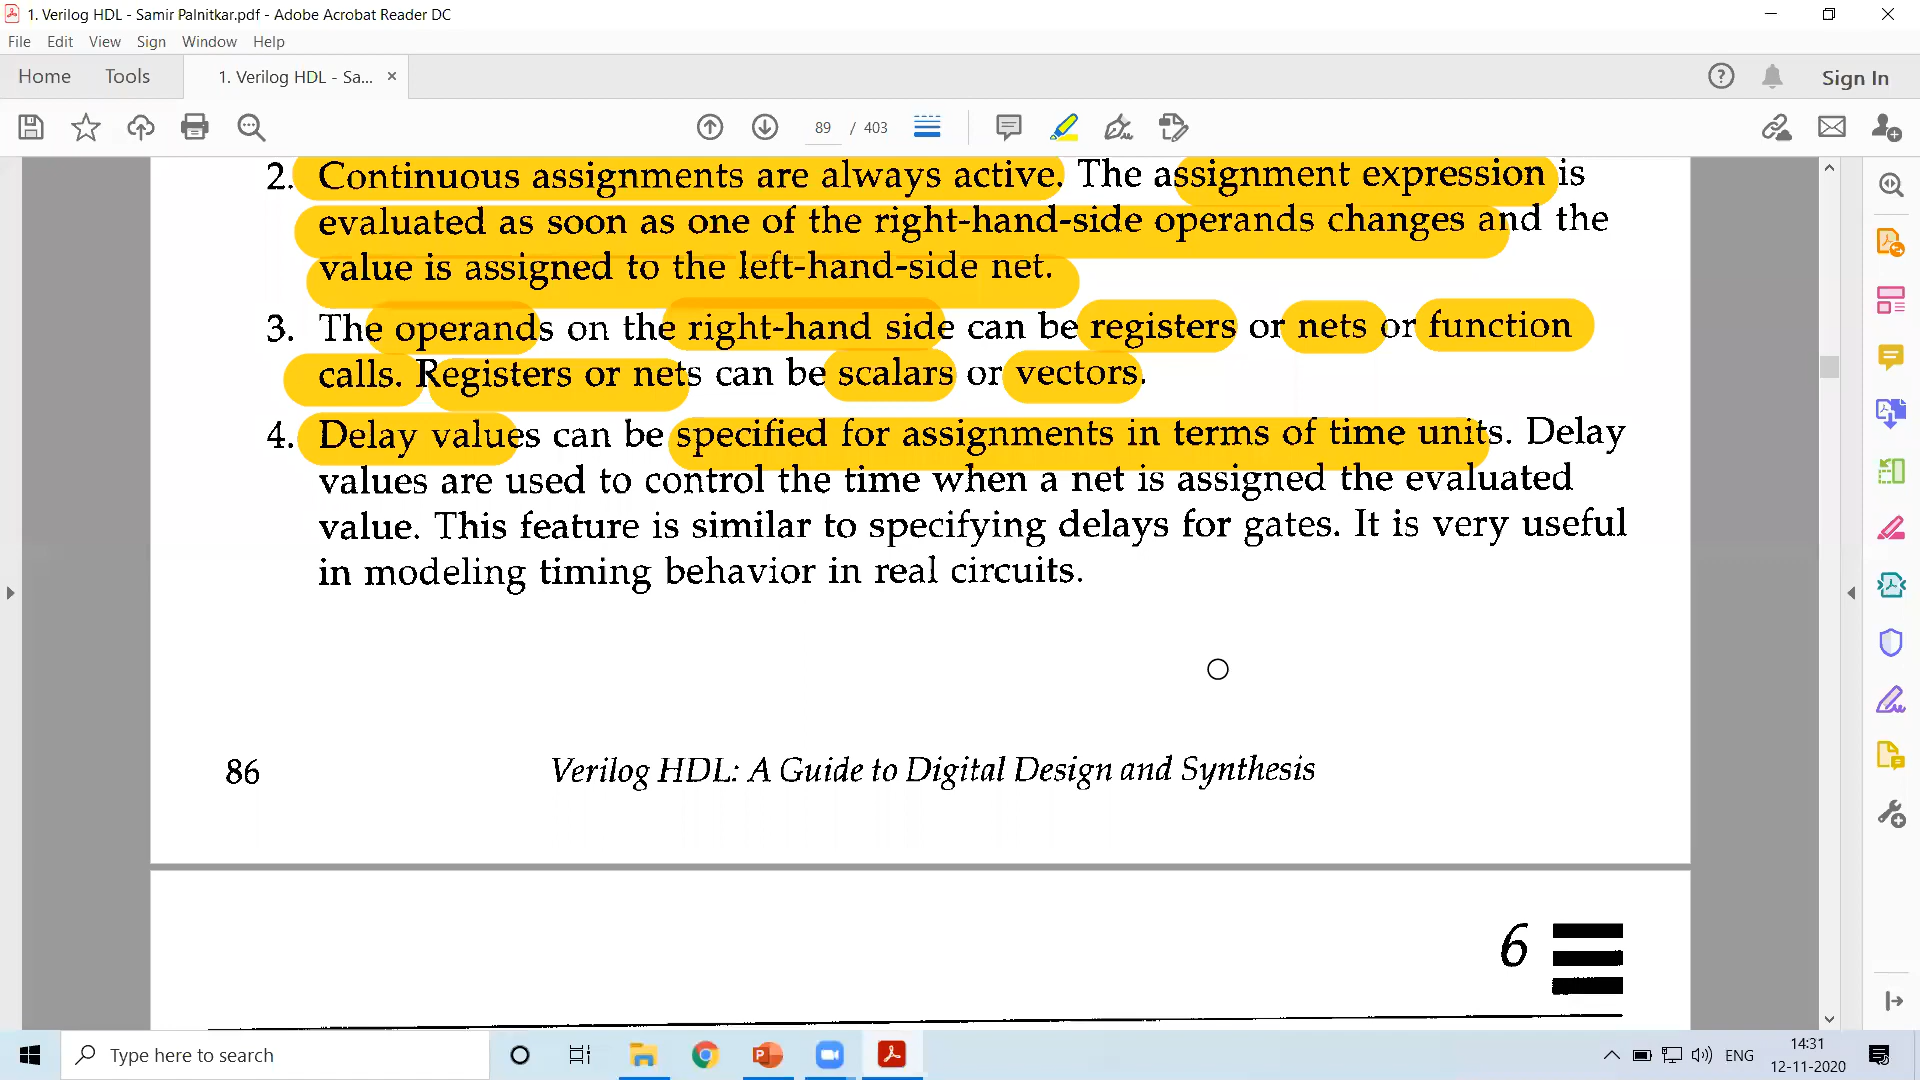 1. Verilog HDL - Samir Palnitkar.pdf - Adobe Acrobat Reader DC
File Edit View Sign Window Help
Home Tools 1. Verilog HDL - Sa... × Sign In
89 / 403
2. Continuous assignments are always active. The assignment expression is
evaluated as soon as one of the right-hand-side operands changes and the
value is assigned to the left-hand-side net.
3. The operands on the right-hand side can be registers or nets or function
calls. Registers or nets can be scalars or vectors.
4. Delay values can be specified for assignments in terms of time units. Delay
values are used to control the time when a net is assigned the evaluated
value. This feature is similar to specifying delays for gates. It is very useful
in modeling timing behavior in real circuits.
86 Verilog HDL: A Guide to Digital Design and Synthesis
6
Type here to search
ENG
14:31
12-11-2020